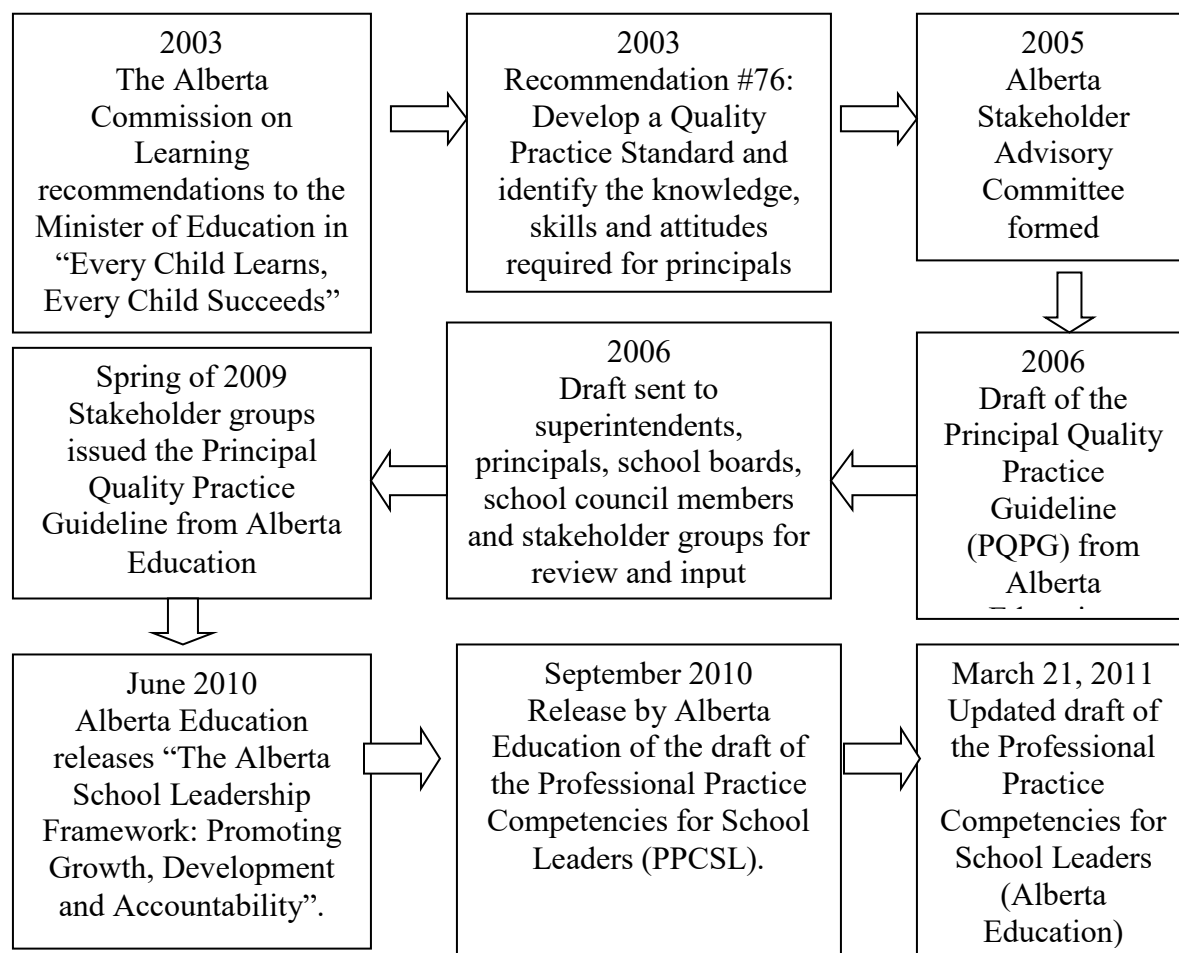 2003
The Alberta
Commission on
Learning
recommendations to the
Minister of Education in
“Every Child Learns,
Every Child Succeeds”
2003
Recommendation #76:
Develop a Quality
Practice Standard and
identify the knowledge,
skills and attitudes
required for principals
2005
Alberta
Stakeholder
Advisory
Committee
formed
2006
Draft of the
Principal Quality
Practice
Guideline
(PQPG) from
Alberta
2006
Draft sent to
superintendents,
principals, school boards,
school council members
and stakeholder groups for
review and input
Spring of 2009
Stakeholder groups
issued the Principal
Quality Practice
Guideline from Alberta
Education
June 2010
Alberta Education
releases “The Alberta
School Leadership
Framework: Promoting
Growth, Development
and Accountability”.
September 2010
Release by Alberta
Education of the draft of
the Professional Practice
Competencies for School
Leaders (PPCSL).
March 21, 2011
Updated draft of
the Professional
Practice
Competencies for
School Leaders
(Alberta
Education)